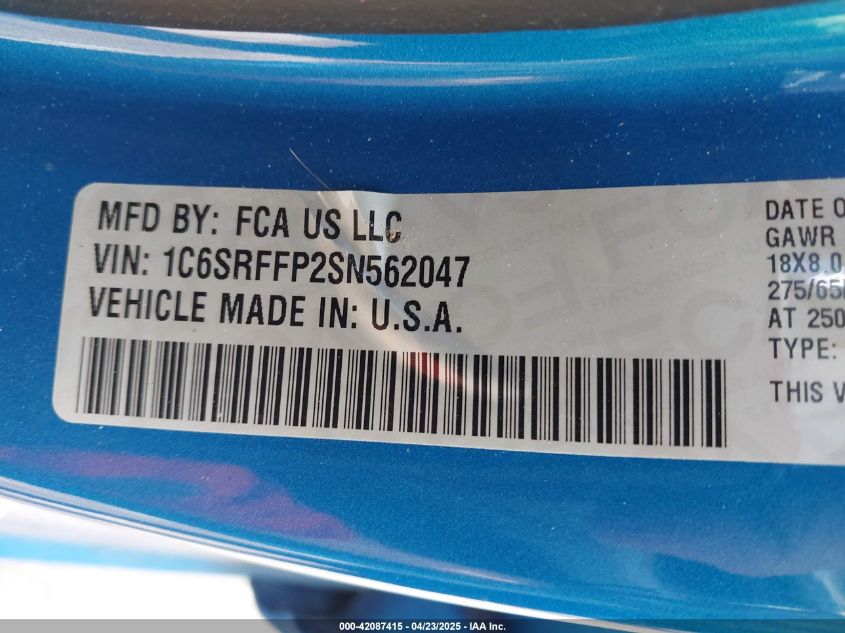 MFD BY: FCA US LLC
VIN: 1C6SRFFP2SN562047
VEHICLE MADE IN: U.S.A.
DATE O
GAWR
18X8.0
275/65
AT 250
TYPE:
THIS V
000-42087415 - 04/23/2025 - IAA Inc.